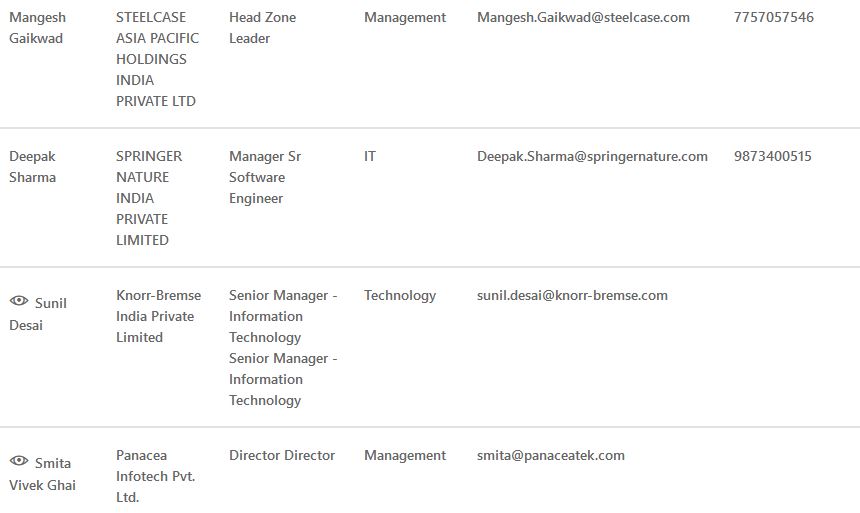 Mangesh
Gaikwad
STEELCASE
ASIA PACIFIC
HOLDINGS
INDIA
PRIVATE LTD
Head Zone
Leader
Management
Mangesh.Gaikwad@steelcase.com
7757057546
Deepak
Sharma
SPRINGER
NATURE
INDIA
PRIVATE
LIMITED
Manager Sr
Software
Engineer
IT
Deepak.Sharma@springernature.com
9873400515
Sunil
Desai
Knorr-Bremse
India Private
Limited
Senior Manager -
Information
Technology
Senior Manager -
Information
Technology
Technology
sunil.desai@knorr-bremse.com
Smita
Vivek Ghai
Panacea
Infotech Pvt.
Ltd.
Director Director
Management
smita@panaceatek.com